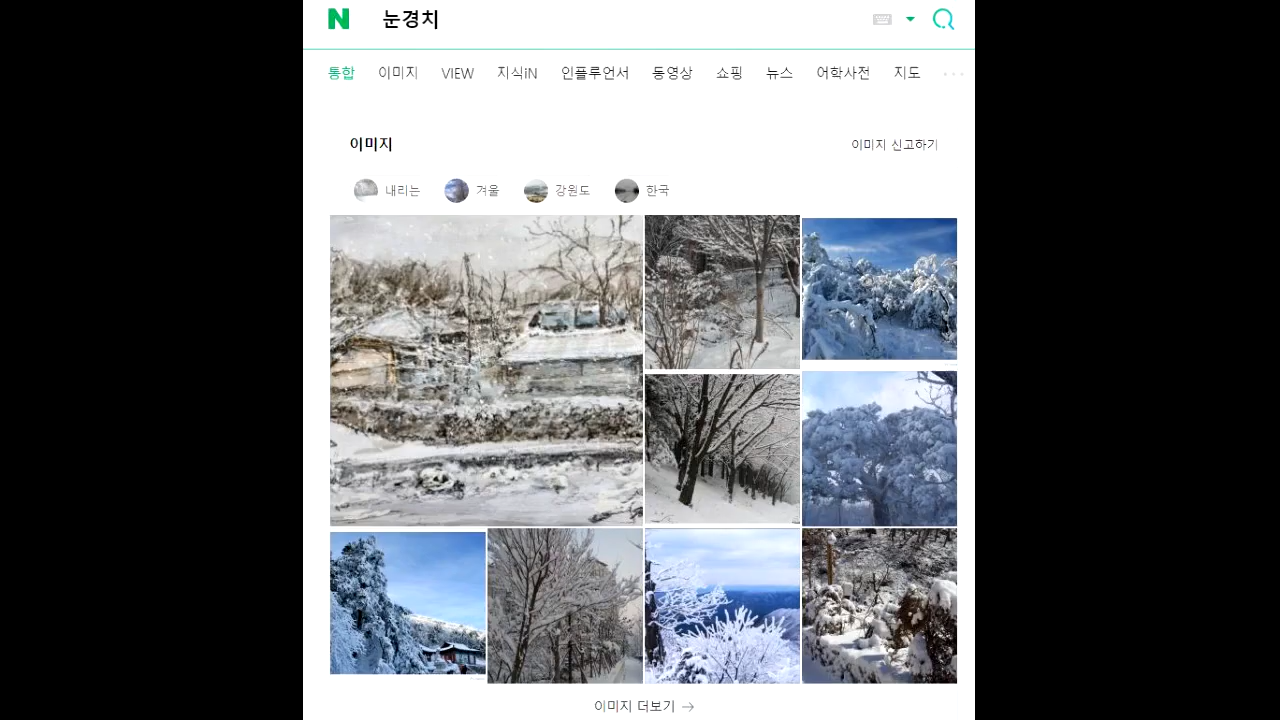 N 눈경치
통합 이미지 VIEW 지식iN 인플루언서 동영상 쇼핑 뉴스 어학사전 지도 ...
이미지 이미지 신고하기
내리는 겨울 강원도 한국
이미지 더보기 →